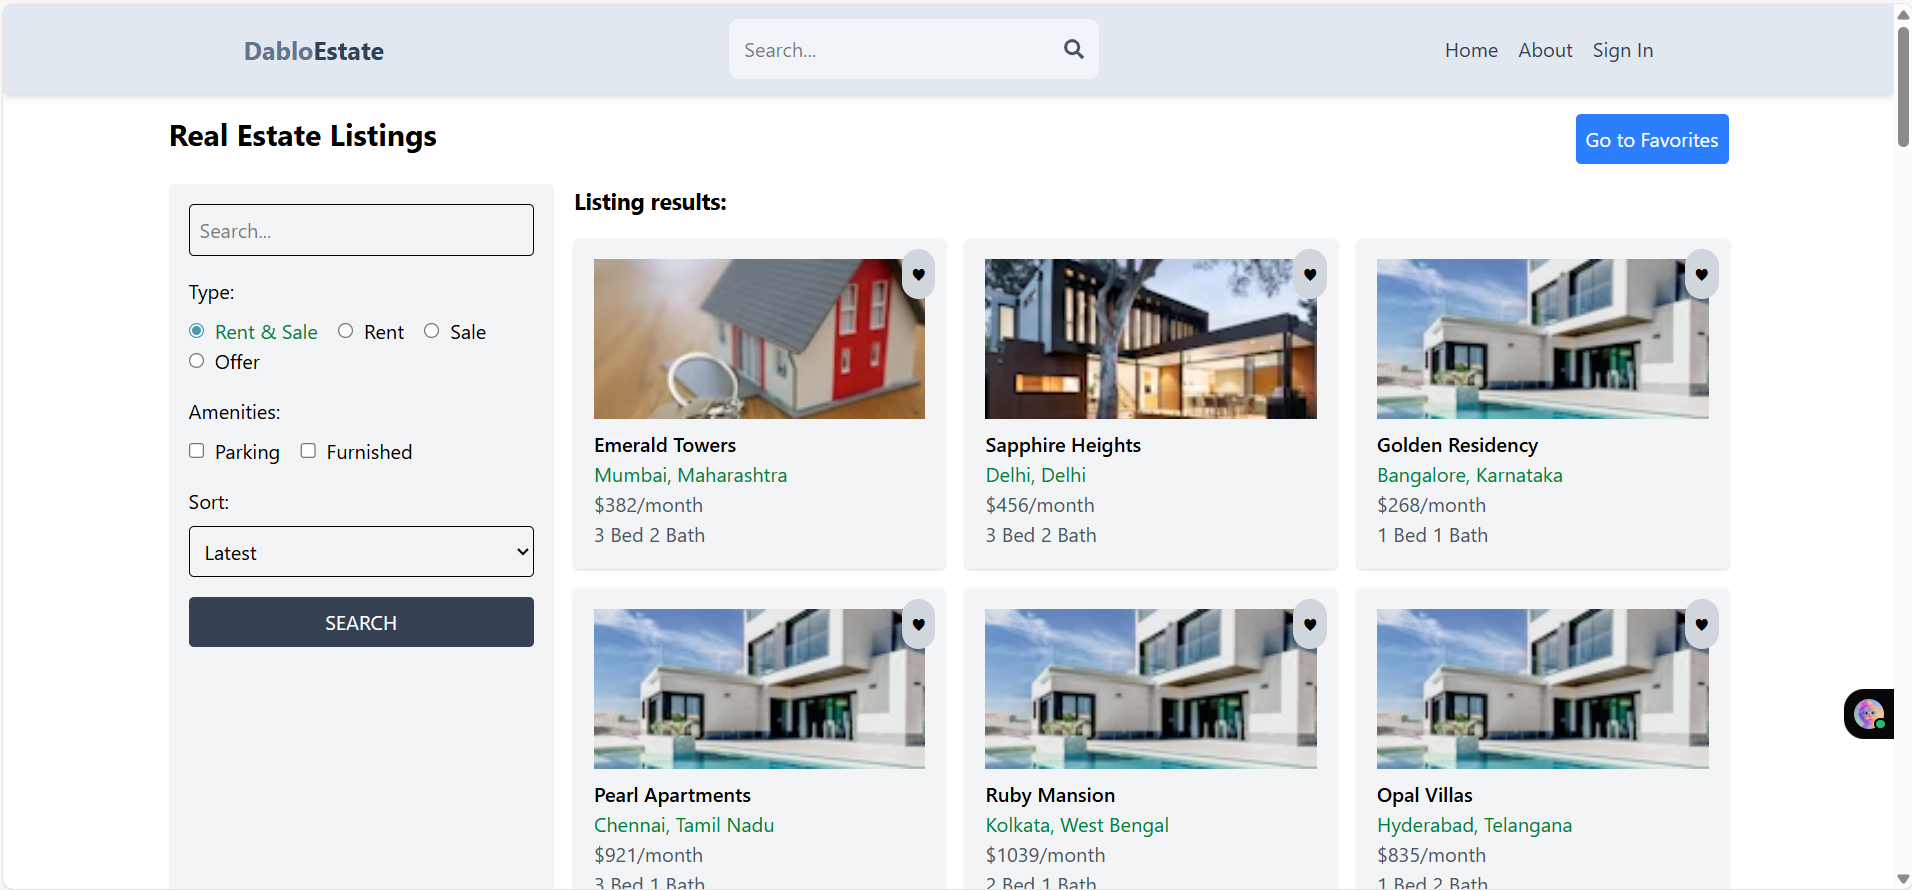 DabloEstate
Search...
Home About Sign In
Real Estate Listings
Go to Favorites
Search...
Type:
Rent & Sale Rent Sale
Offer
Amenities:
Parking Furnished
Sort:
Latest
SEARCH
Listing results:
Emerald Towers
Mumbai, Maharashtra
$382/month
3 Bed 2 Bath
Sapphire Heights
Delhi, Delhi
$456/month
3 Bed 2 Bath
Golden Residency
Bangalore, Karnataka
$268/month
1 Bed 1 Bath
Pearl Apartments
Chennai, Tamil Nadu
$921/month
3 Bed 1 Bath
Ruby Mansion
Kolkata, West Bengal
$1039/month
2 Bed 1 Bath
Opal Villas
Hyderabad, Telangana
$835/month
1 Bed 2 Bath